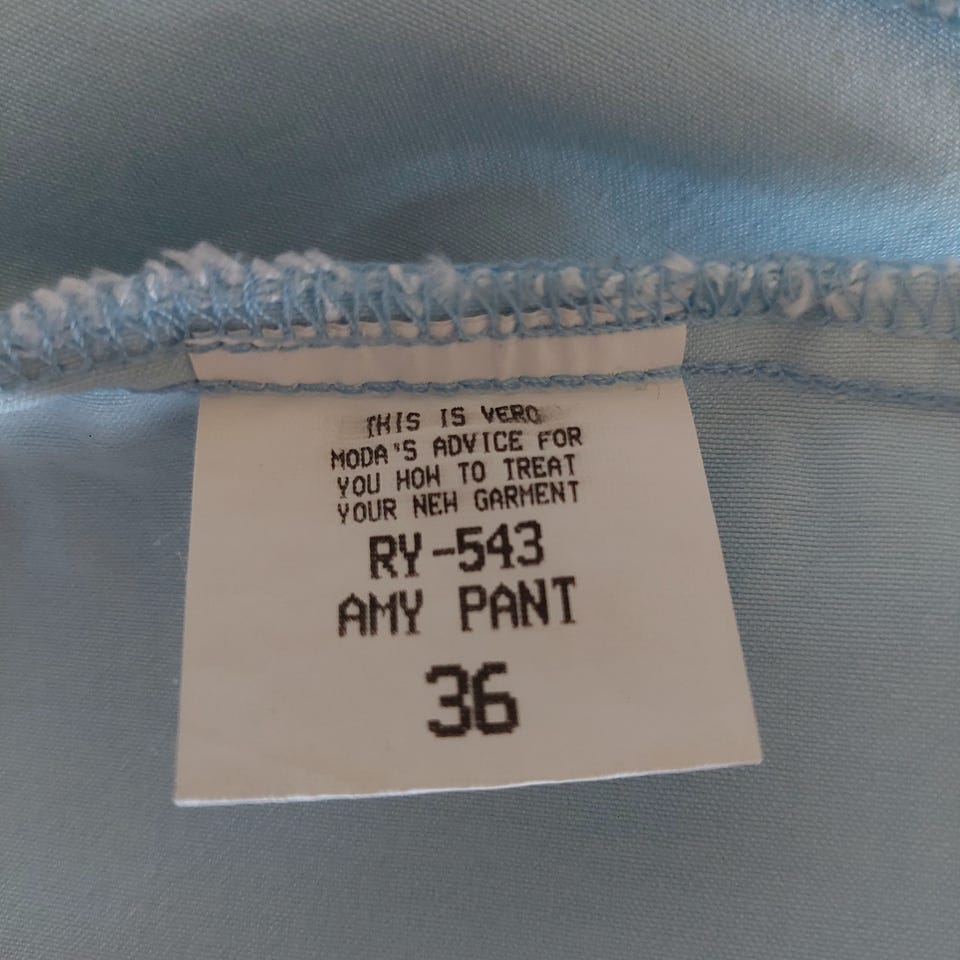 THIS IS VERO
MODA'S ADVICE FOR
YOU HOW TO TREAT
YOUR NEW GARMENT
RY-543
AMY PANT
36